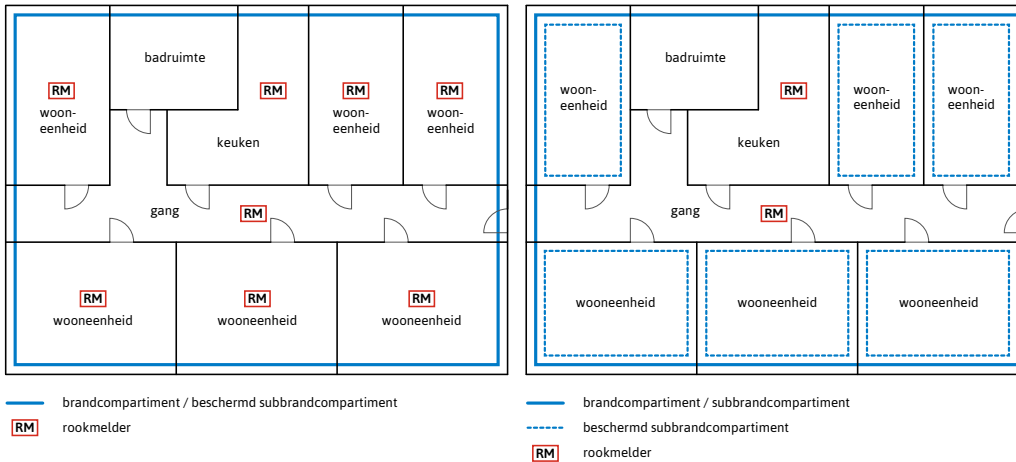 badruimte
RM
RM
RM
RM
woon-
eenheid
woon-
eenheid
woon-
eenheid
keuken
gang
RM
RM
RM
RM
wooneenheid
wooneenheid
wooneenheid
brandcompartiment / beschermd subbrandcompartiment
RM
rookmelder
badruimte
RM
woon-
eenheid
woon-
eenheid
woon-
eenheid
keuken
gang
RM
wooneenheid
wooneenheid
wooneenheid
brandcompartiment / subbrandcompartiment
beschermd subbrandcompartiment
RM
rookmelder